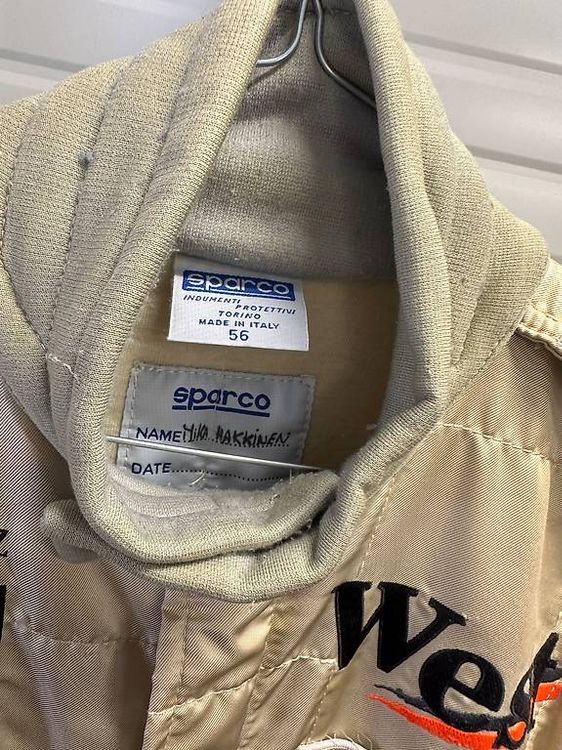 sparco
INDUMENTI
PROTETTIVI
TORINO
MADE IN ITALY
56
sparco
NAME MIKA HAKKINEN
DATE
West